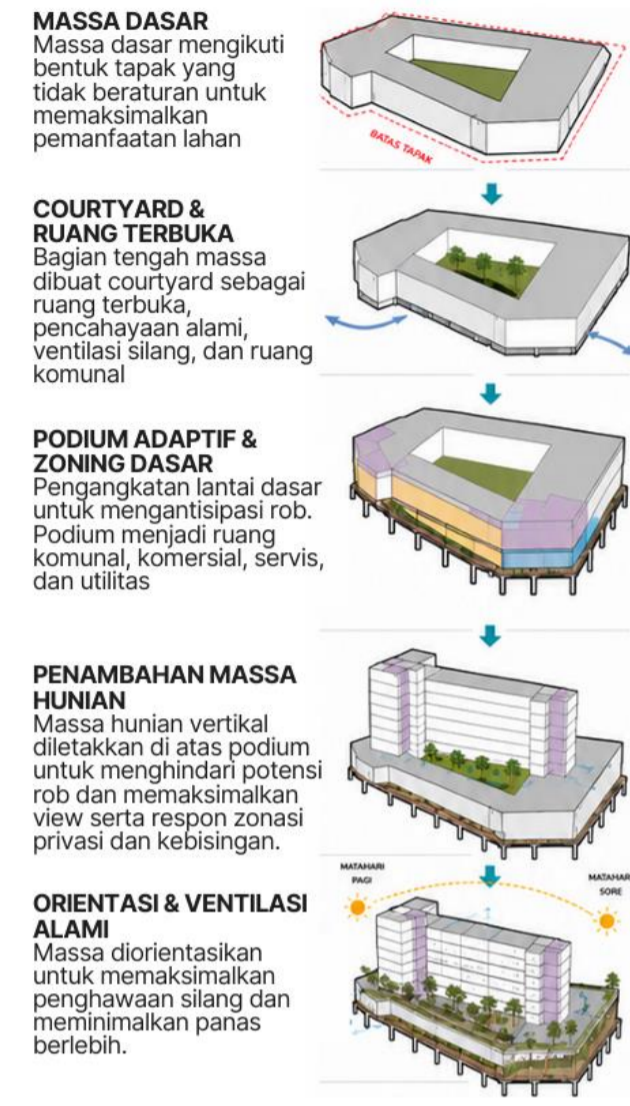 MASSA DASAR
Massa dasar mengikuti
bentuk tapak yang
tidak beraturan untuk
memaksimalkan
pemanfaatan lahan
BATAS TAPAK
COURTYARD &
RUANG TERBUKA
Bagian tengah massa
dibuat courtyard sebagai
ruang terbuka,
pencahayaan alami,
ventilasi silang, dan ruang
komunal
PODIUM ADAPTIF &
ZONING DASAR
Pengangkatan lantai dasar
untuk mengantisipasi rob.
Podium menjadi ruang
komunal, komersial, servis,
dan utilitas
PENAMBAHAN MASSA
HUNIAN
Massa hunian vertikal
diletakkan di atas podium
untuk menghindari potensi
rob dan memaksimalkan
view serta respon zonasi
privasi dan kebisingan.
MATAHARI
PAGI
MATAHAR
SORE
ORIENTASI & VENTILASI
ALAMI
Massa diorientasikan
untuk memaksimalkan
penghawaan silang dan
meminimalkan panas
berlebih.